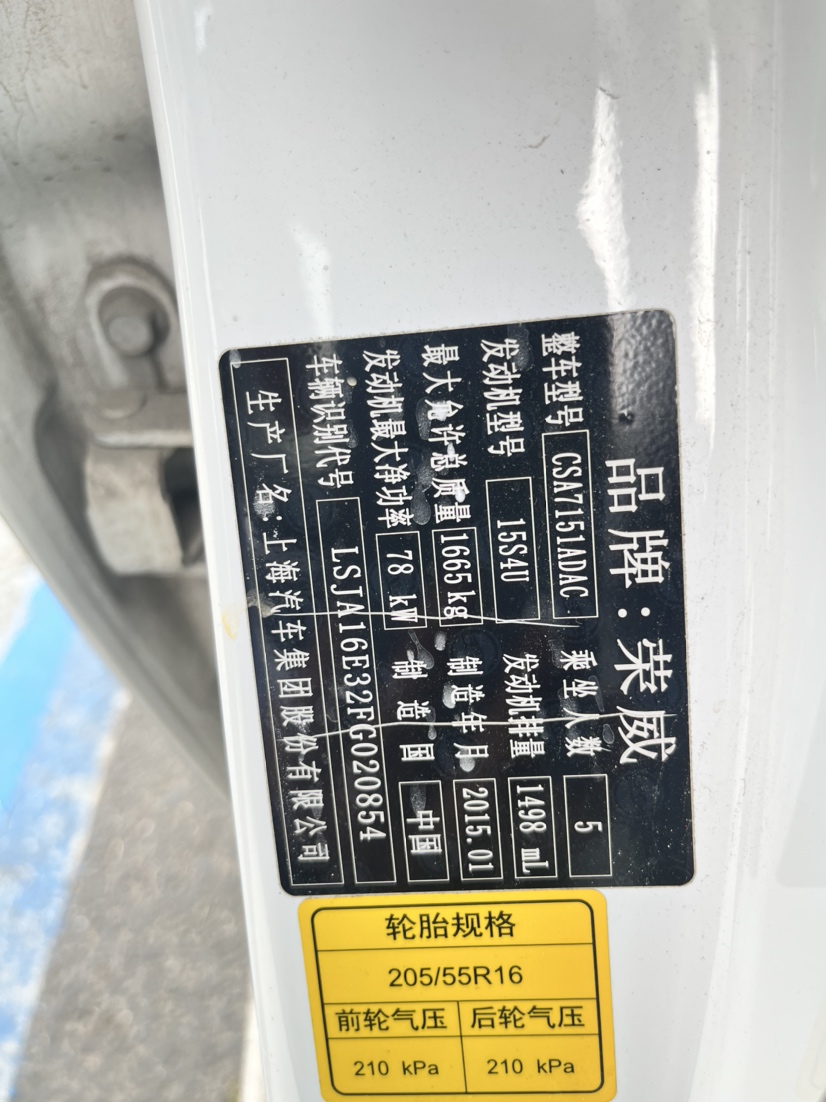 品牌:荣威
整车型号 CSA7151ADAC 乘坐人数 5
发动机型号 15S4U 发动机排量 1498 mL
最大允许总质量 1665 kg 制造年月 2015.01
发动机最大净功率 78 kW 制造国 中国
车辆识别代号 LSJA16E32FG020854
生产厂名:上海汽车集团股份有限公司
轮胎规格
205/55R16
前轮气压 后轮气压
210 kPa 210 kPa